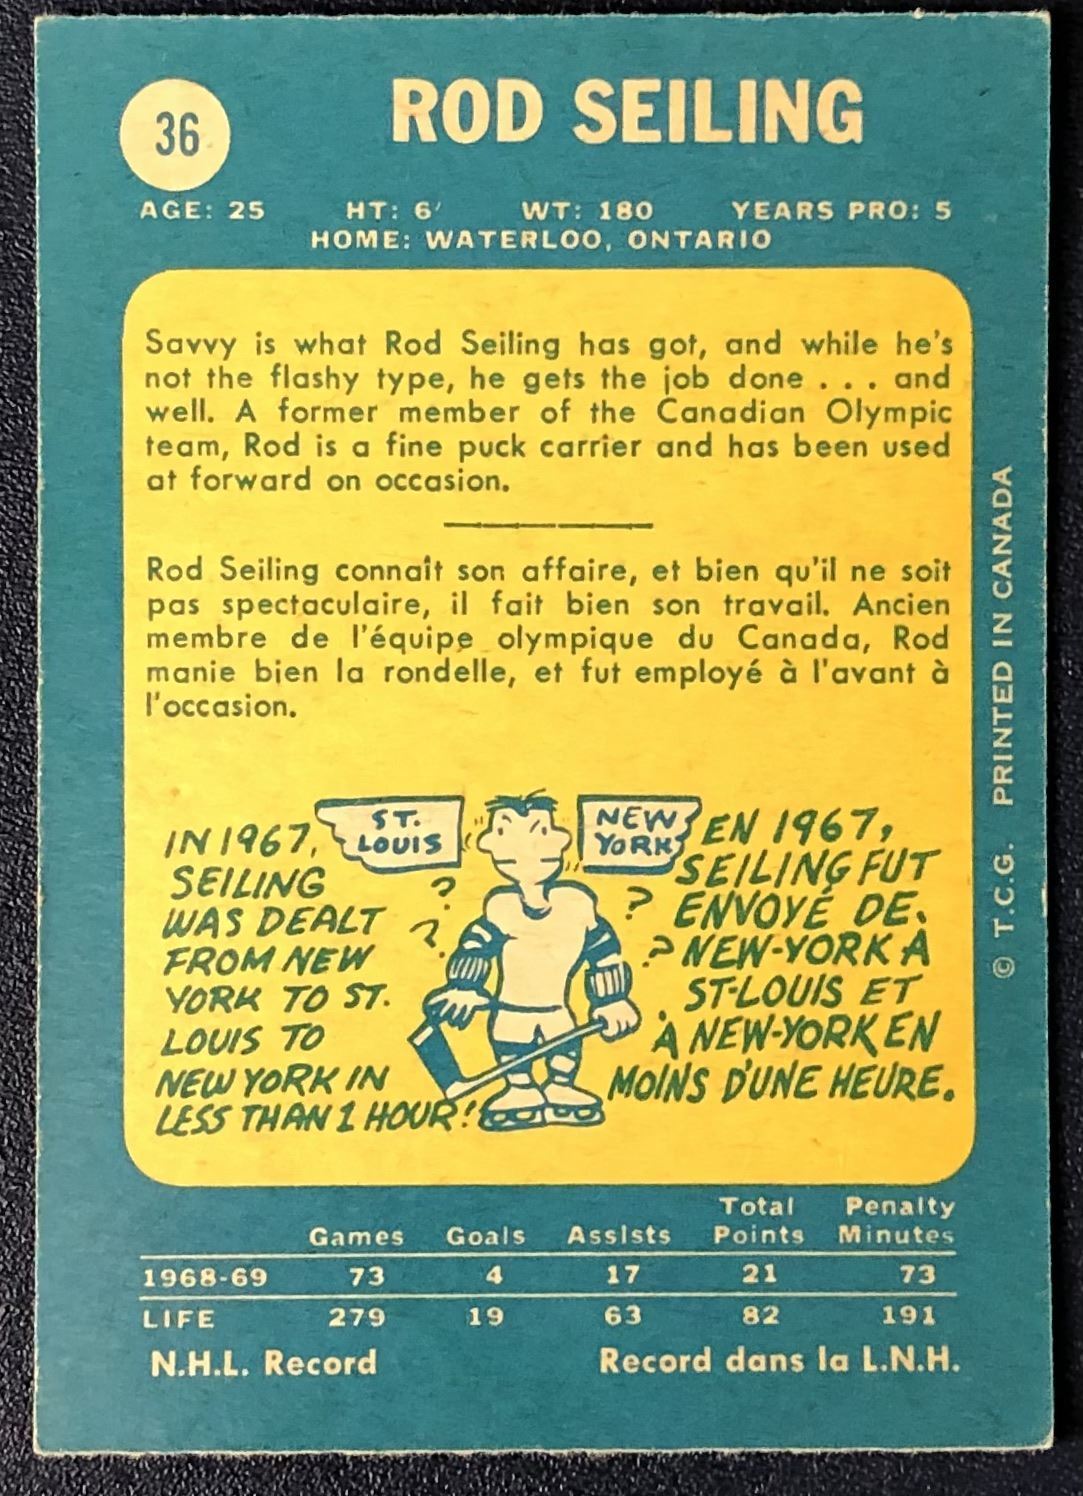 36
ROD SEILING
AGE: 25 HT: 6' WT: 180 YEARS PRO: 5
HOME: WATERLOO, ONTARIO
Savvy is what Rod Seiling has got, and while he's
not the flashy type, he gets the job done . . . and
well. A former member of the Canadian Olympic
team, Rod is a fine puck carrier and has been used
at forward on occasion.
Rod Seiling connaît son affaire, et bien qu'il ne soit
pas spectaculaire, il fait bien son travail. Ancien
membre de l'équipe olympique du Canada, Rod
manie bien la rondelle, et fut employé à l'avant à
l'occasion.
IN 1967,
SEILING
WAS DEALT
FROM NEW
YORK TO ST.
LOUIS TO
NEW YORK IN
LESS THAN 1 HOUR!
ST.
LOUIS
NEW
YORK
?
?
?
?
EN 1967,
SEILING FUT
ENVOYÉ DE
NEW-YORK À
ST-LOUIS ET
À NEW-YORK EN
MOINS D'UNE HEURE.
© T.C.G. PRINTED IN CANADA
Games Goals Assists Total Points Penalty Minutes
1968-69 73 4 17 21 73
LIFE 279 19 63 82 191
N.H.L. Record Record dans la L.N.H.